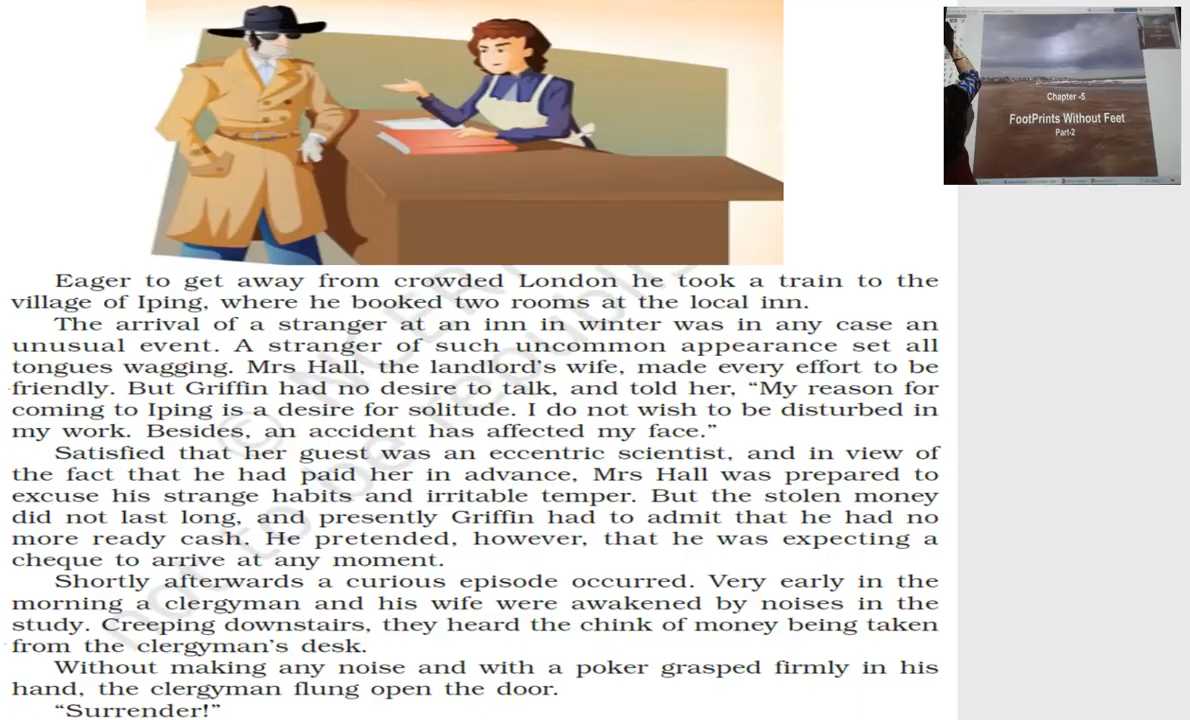 Chapter -5
FootPrints Without Feet
Part-2
Eager to get away from crowded London he took a train to the
village of Iping, where he booked two rooms at the local inn.
The arrival of a stranger at an inn in winter was in any case an
unusual event. A stranger of such uncommon appearance set all
tongues wagging. Mrs Hall, the landlord's wife, made every effort to be
friendly. But Griffin had no desire to talk, and told her, “My reason for
coming to Iping is a desire for solitude. I do not wish to be disturbed in
my work. Besides, an accident has affected my face.”
Satisfied that her guest was an eccentric scientist, and in view of
the fact that he had paid her in advance, Mrs Hall was prepared to
excuse his strange habits and irritable temper. But the stolen money
did not last long, and presently Griffin had to admit that he had no
more ready cash. He pretended, however, that he was expecting a
cheque to arrive at any moment.
Shortly afterwards a curious episode occurred. Very early in the
morning a clergyman and his wife were awakened by noises in the
study. Creeping downstairs, they heard the chink of money being taken
from the clergyman's desk.
Without making any noise and with a poker grasped firmly in his
hand, the clergyman flung open the door.
“Surrender!”
© NCERT
not to be republis